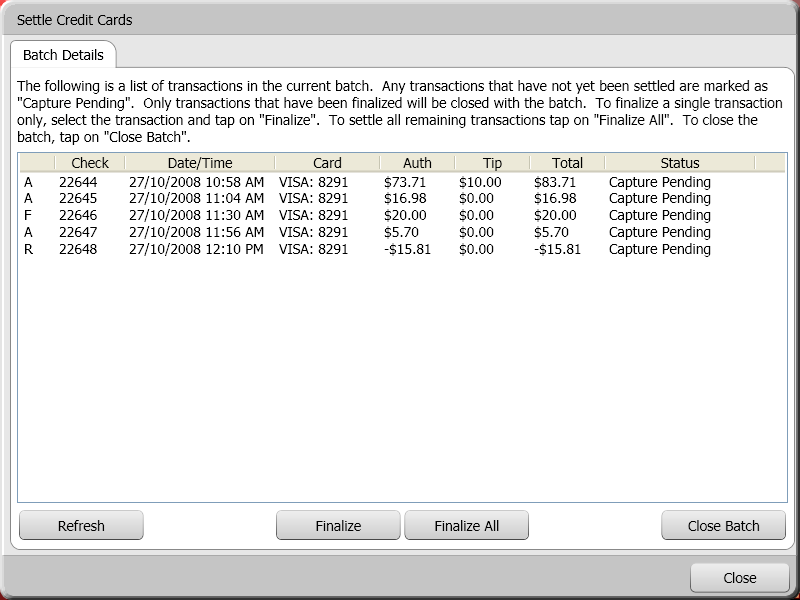 Settle Credit Cards
Batch Details
The following is a list of transactions in the current batch.  Any transactions that have not yet been settled are marked as
"Capture Pending".  Only transactions that have been finalized will be closed with the batch.  To finalize a single transaction
only, select the transaction and tap on "Finalize".  To settle all remaining transactions tap on "Finalize All".  To close the
batch, tap on "Close Batch".
Check Date/Time Card Auth Tip Total Status
A 22644 27/10/2008 10:58 AM VISA: 8291 $73.71 $10.00 $83.71 Capture Pending
A 22645 27/10/2008 11:04 AM VISA: 8291 $16.98 $0.00 $16.98 Capture Pending
F 22646 27/10/2008 11:30 AM VISA: 8291 $20.00 $0.00 $20.00 Capture Pending
A 22647 27/10/2008 11:56 AM VISA: 8291 $5.70 $0.00 $5.70 Capture Pending
R 22648 27/10/2008 12:10 PM VISA: 8291 -$15.81 $0.00 -$15.81 Capture Pending
Refresh Finalize Finalize All Close Batch
Close